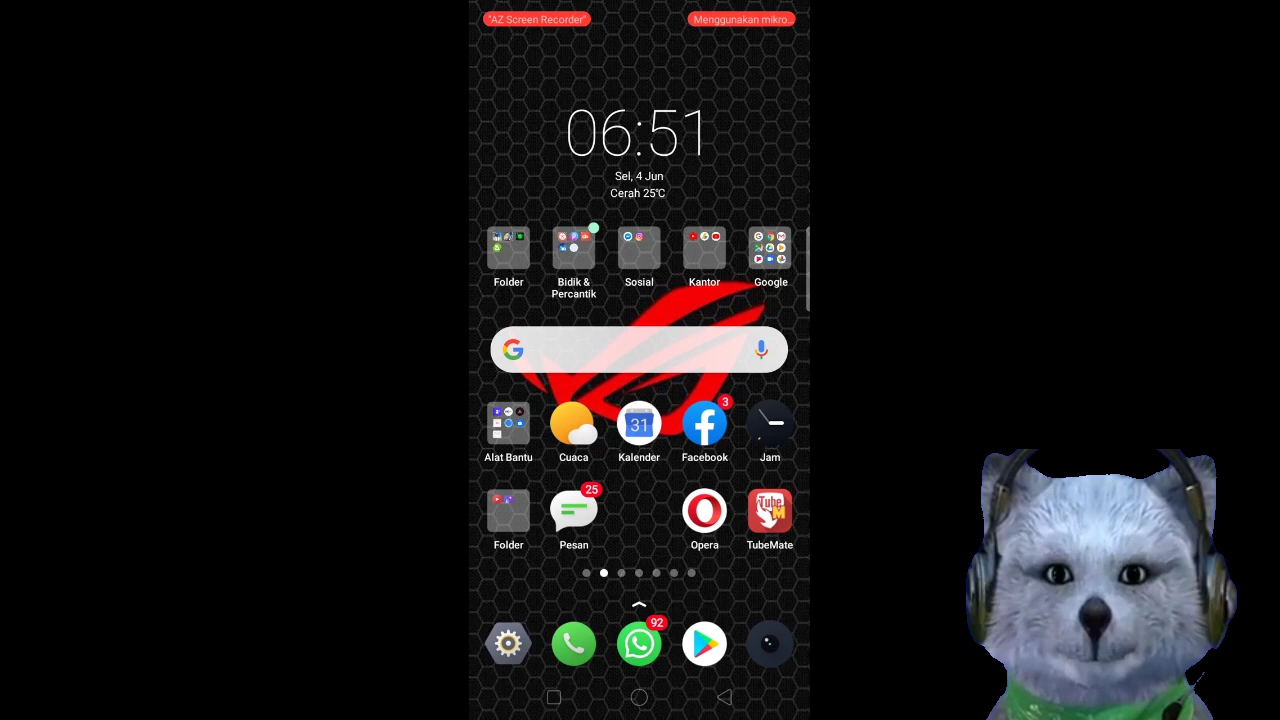 "AZ Screen Recorder" Menggunakan mikro...
06:51
Sel, 4 Jun
Cerah 25°C
Folder Bidik & Percantik Sosial Kantor Google
31
3
Alat Bantu Cuaca Kalender Facebook Jam
25
Tube M
Folder Pesan Opera TubeMate
92